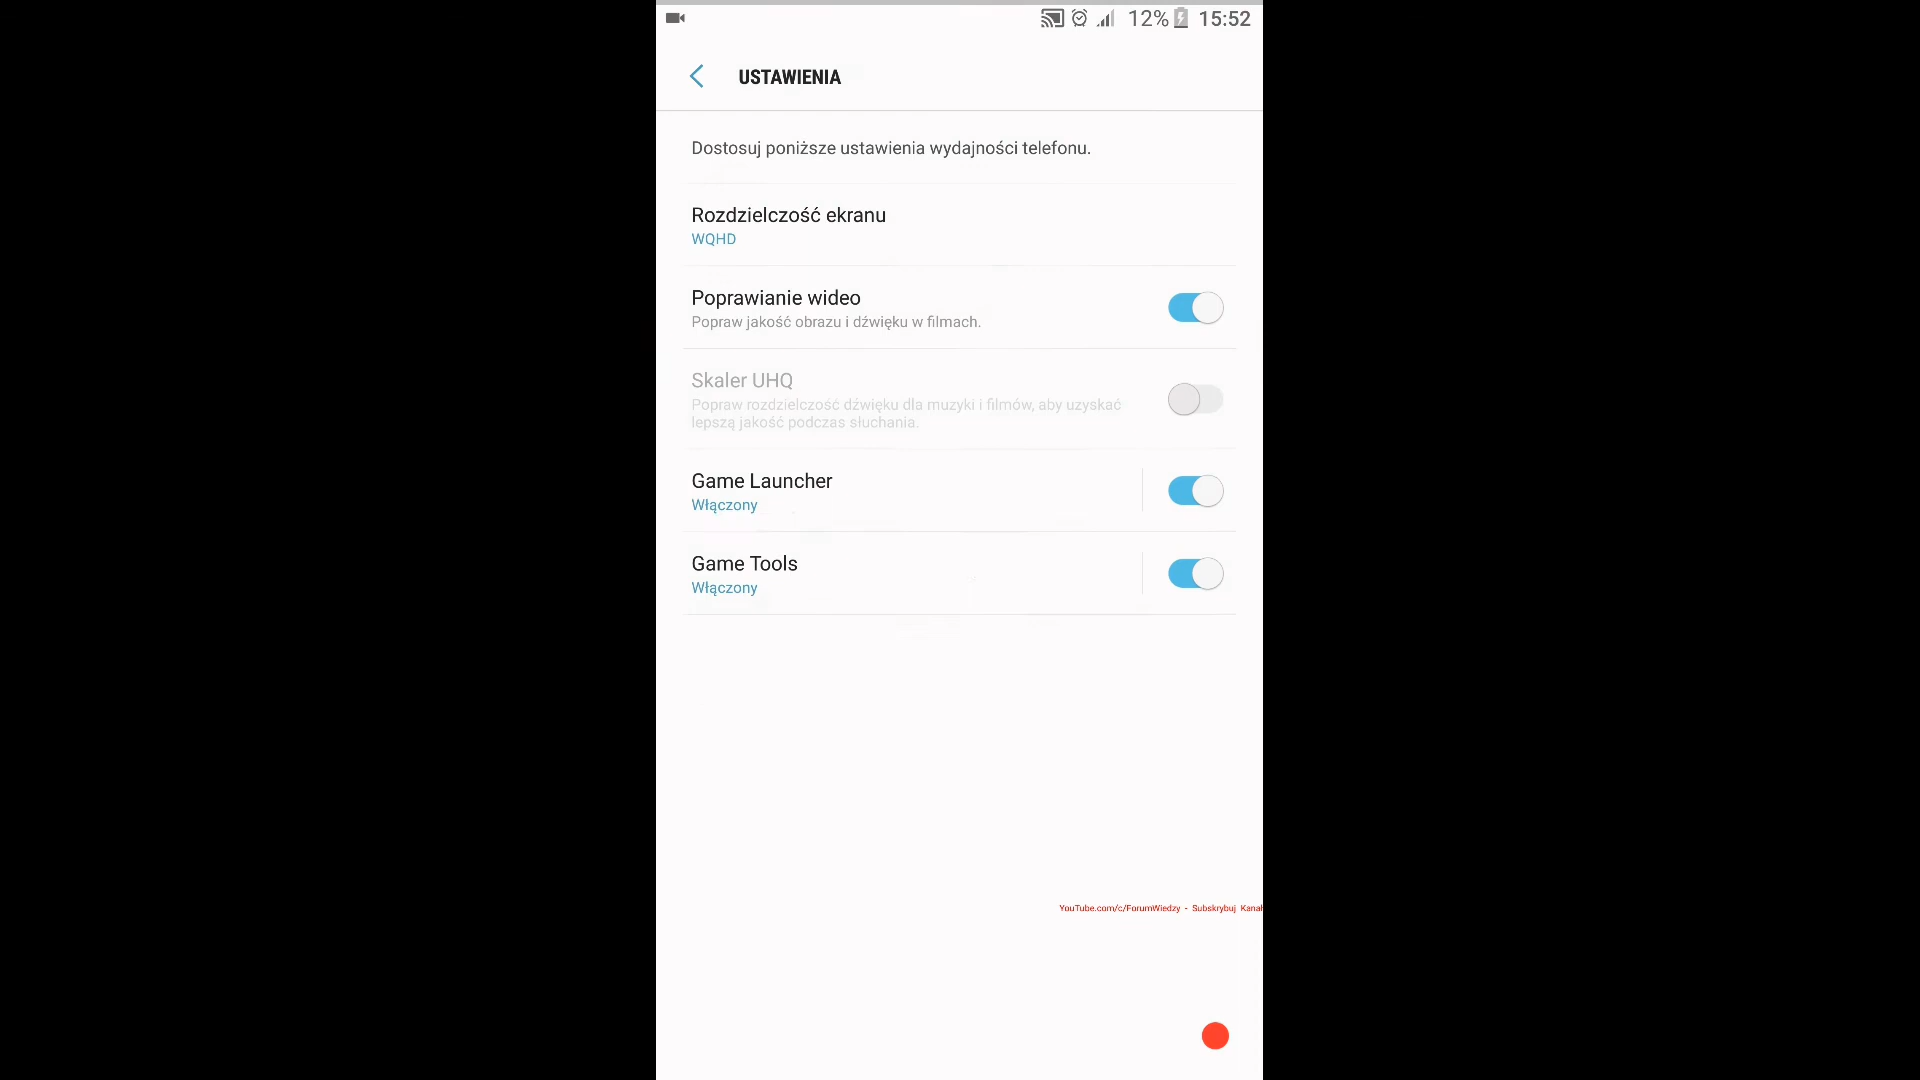 12% 15:52
USTAWIENIA
Dostosuj poniższe ustawienia wydajności telefonu.
Rozdzielczość ekranu
WQHD
Poprawianie wideo
Popraw jakość obrazu i dźwięku w filmach.
Skaler UHQ
Popraw rozdzielczość dźwięku dla muzyki i filmów, aby uzyskać
lepszą jakość podczas słuchania.
Game Launcher
Włączony
Game Tools
Włączony
YouTube.com/c/ForumWiedzy - Subskrybuj